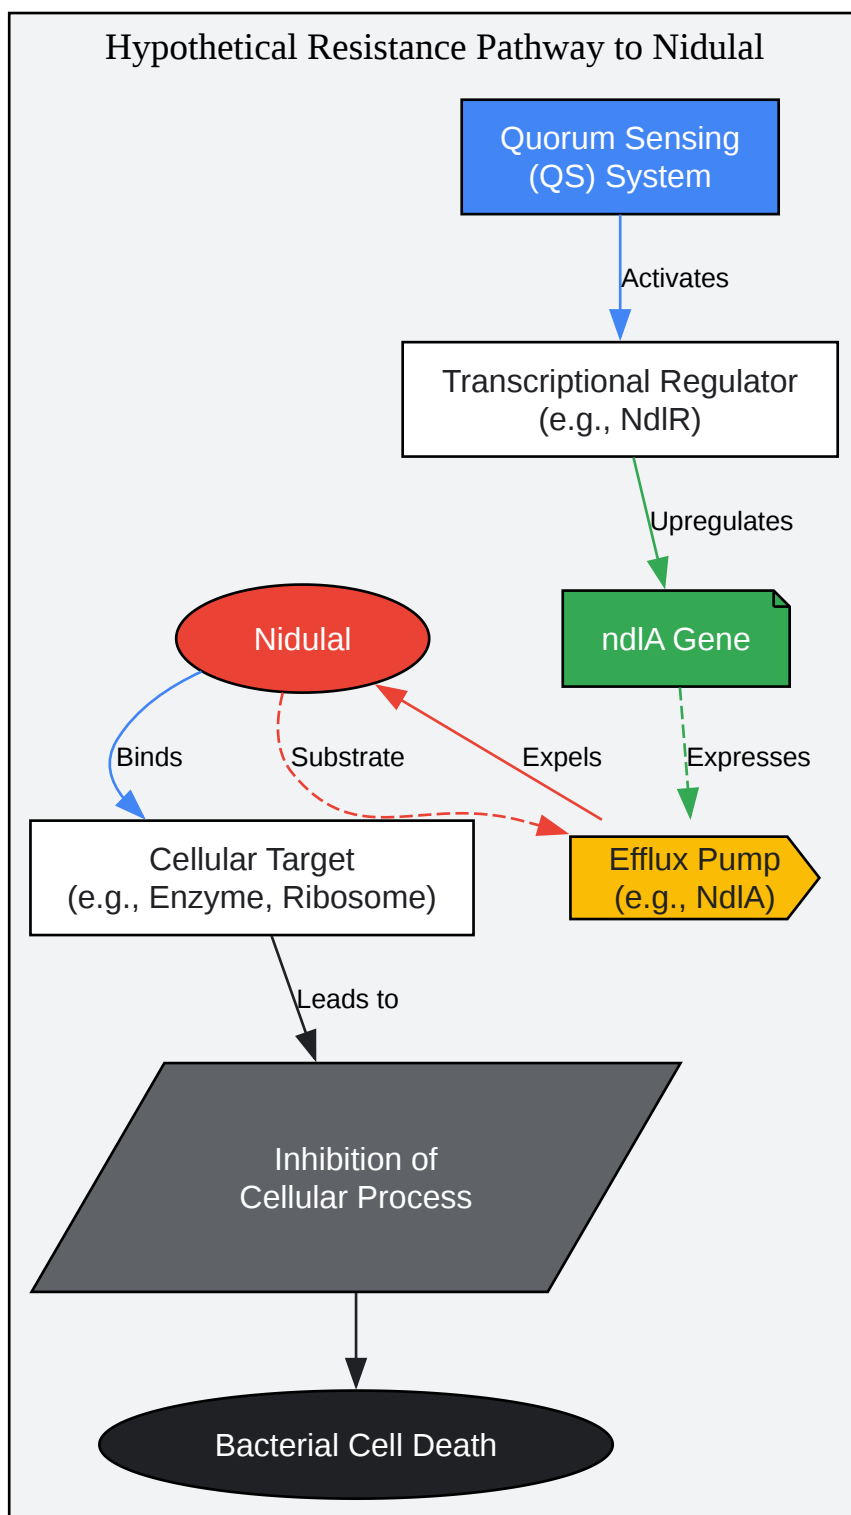 Hypothetical Resistance Pathway to Nidulal
Quorum Sensing
(QS) System
Activates
Transcriptional Regulator
(e.g., NdlR)
Upregulates
Nidulal
ndlA Gene
Binds
Substrate
Expels
Expresses
Cellular Target
(e.g., Enzyme, Ribosome)
Efflux Pump
(e.g., NdlA)
Leads to
Inhibition of
Cellular Process
Bacterial Cell Death